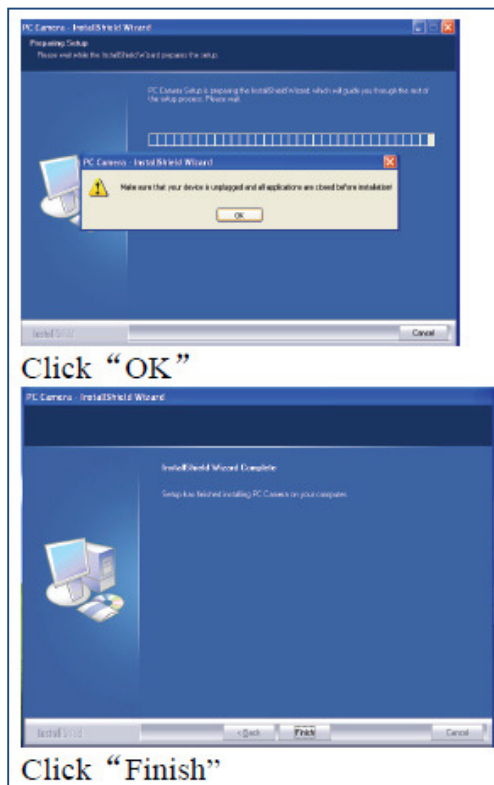 PC Camera - InstallShield Wizard
Preparing Setup
Please wait while the InstallShield Wizard prepares the setup.
PC Camera Setup is preparing the InstallShield Wizard, which will guide you through the rest of
the setup process. Please wait.
PC Camera - InstallShield Wizard
Make sure that your device is unplugged and all applications are closed before installation!
OK
InstallShield
Cancel
Click “OK”
PC Camera - InstallShield Wizard
InstallShield Wizard Complete
Setup has finished installing PC Camera on your computer.
InstallShield
< Back
Finish
Cancel
Click “Finish”